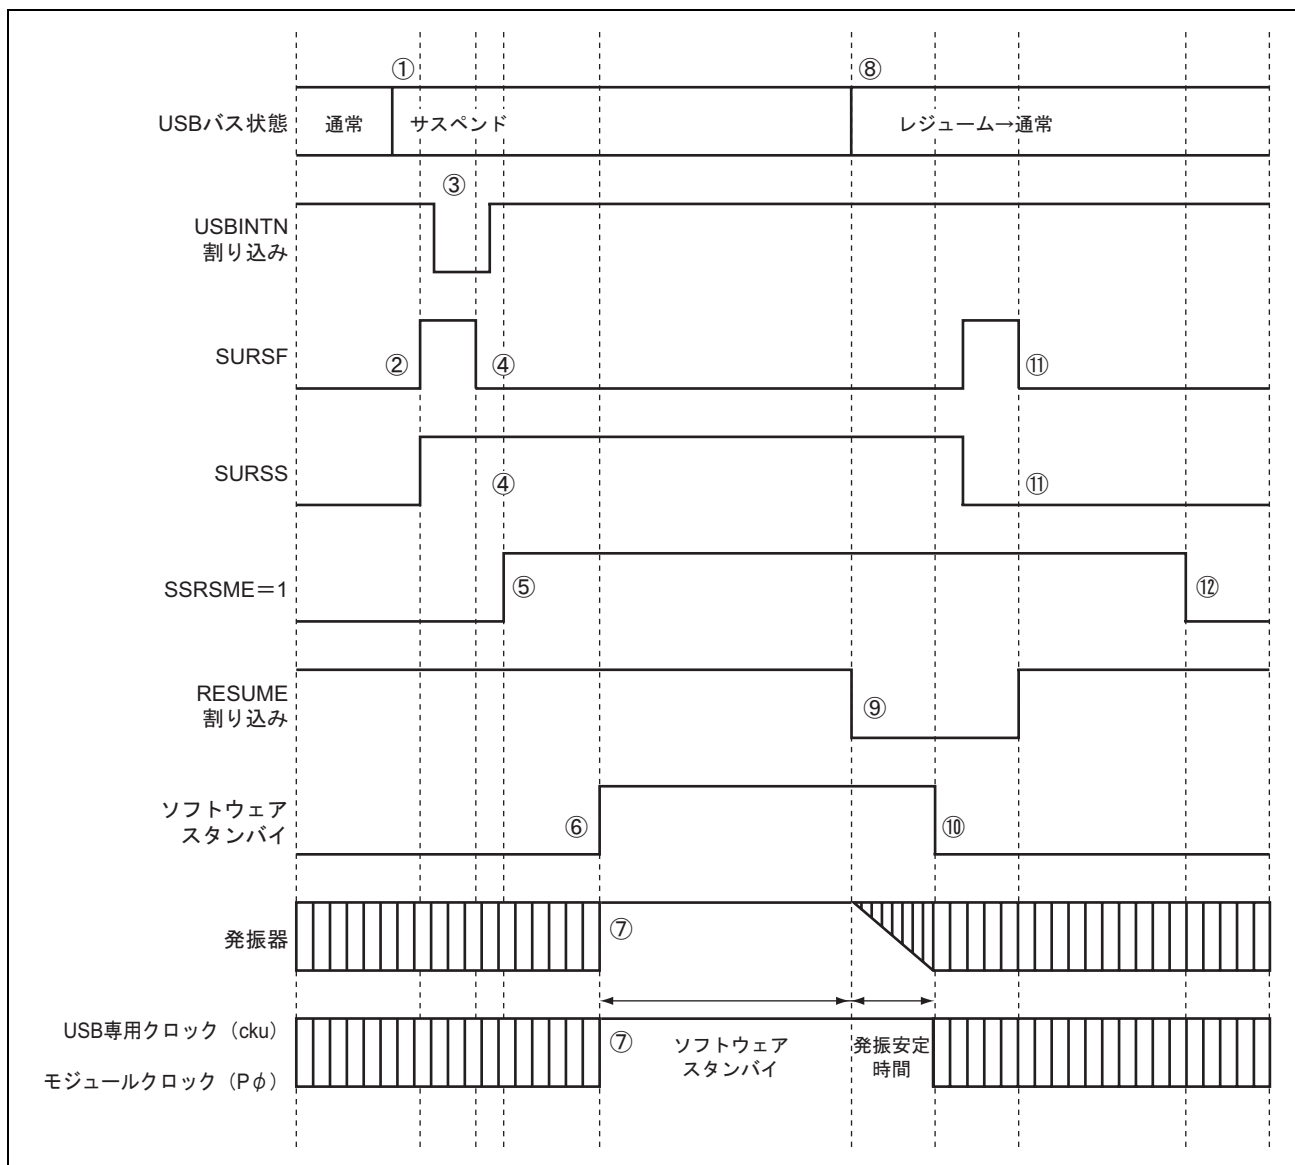 ① ⑧
USBバス状態 通常 サスペンド レジューム→通常
③
USBINTN
割り込み
SURSF ② ④ ⑪
SURSS ④ ⑪
SSRSME=1 ⑤ ⑫
RESUME
割り込み ⑨
ソフトウェア
スタンバイ ⑥ ⑩
発振器 ⑦
USB専用クロック（cku） ⑦ ソフトウェア 発振安定
モジュールクロック（Pφ） スタンバイ 時間